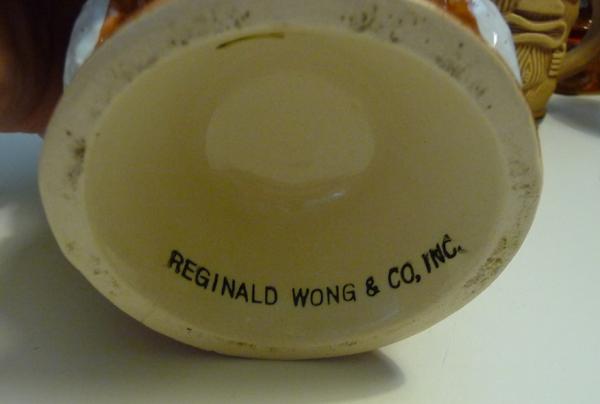 REGINALD WONG & CO, INC.